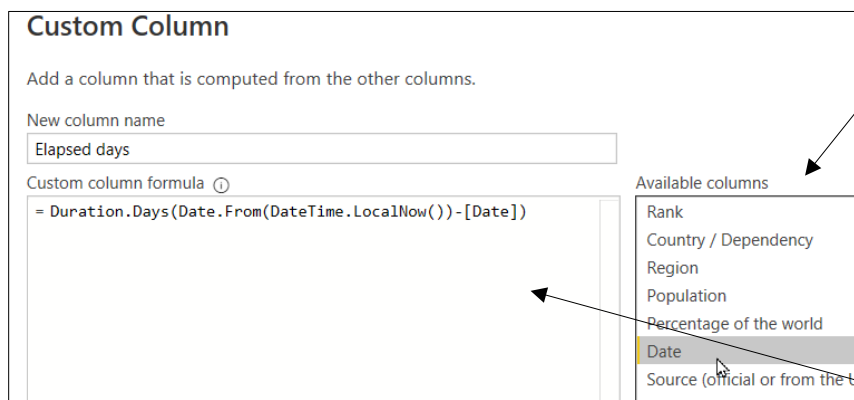 Custom Column
Add a column that is computed from the other columns.
New column name
Elapsed days
Custom column formula
= Duration.Days(Date.From(DateTime.LocalNow())-[Date])
Available columns
Rank
Country / Dependency
Region
Population
Percentage of the world
Date
Source (official or from the